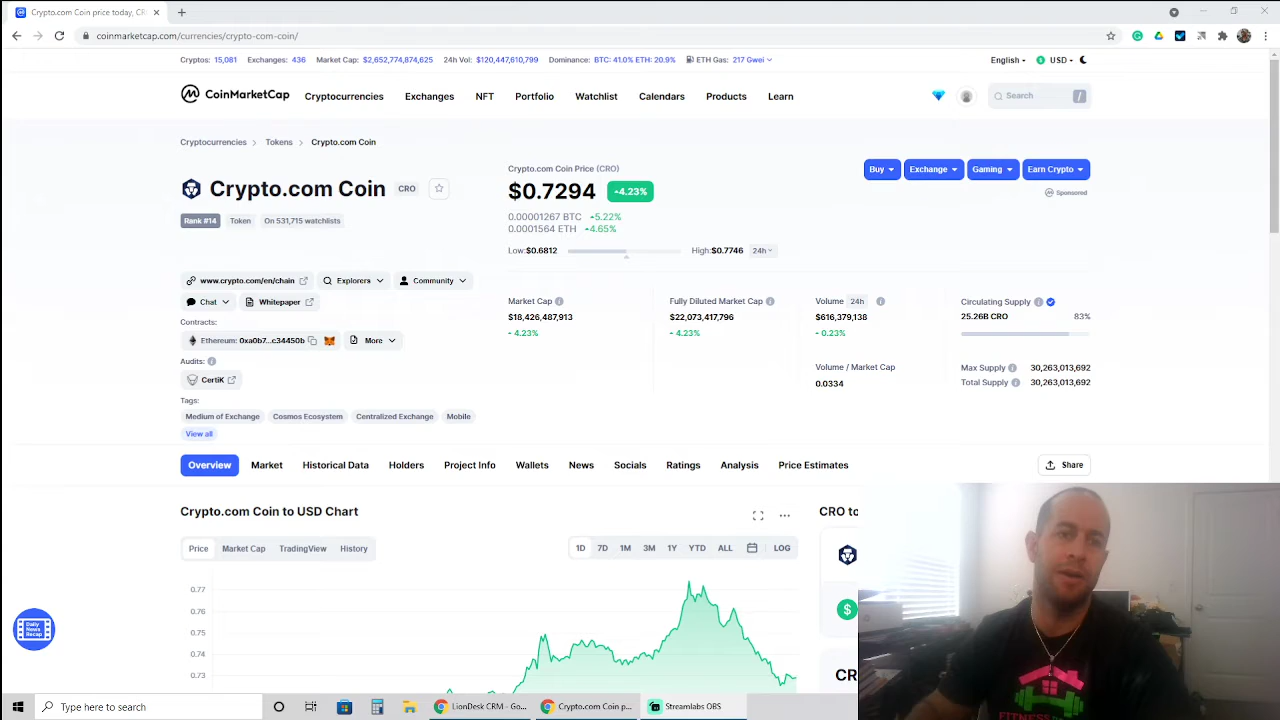 Crypto.com Coin price today, CR
coinmarketcap.com/currencies/crypto-com-coin/
Cryptos: 15,081 Exchanges: 436 Market Cap: $2,652,774,874,625 24h Vol: $120,447,610,799 Dominance: BTC: 41.0% ETH: 20.9% ETH Gas: 217 Gwei English USD
CoinMarketCap Cryptocurrencies Exchanges NFT Portfolio Watchlist Calendars Products Learn Search /
Cryptocurrencies Tokens Crypto.com Coin
Crypto.com Coin CRO
Rank #14 Token On 531,715 watchlists
Crypto.com Coin Price (CRO)
$0.7294 4.23%
0.00001267 BTC 5.22%
0.0001564 ETH 4.65%
Low:$0.6812 High:$0.7746 24h
Buy Exchange Gaming Earn Crypto
Sponsored
www.crypto.com/en/chain Explorers Community
Chat Whitepaper
Contracts:
Ethereum: 0xa0b7...c34450b More
Audits:
CertiK
Tags:
Medium of Exchange Cosmos Ecosystem Centralized Exchange Mobile
View all
Market Cap
$18,426,487,913
4.23%
Fully Diluted Market Cap
$22,073,417,796
4.23%
Volume 24h
$616,379,138
0.23%
Volume / Market Cap
0.0334
Circulating Supply
25.26B CRO 83%
Max Supply 30,263,013,692
Total Supply 30,263,013,692
Overview Market Historical Data Holders Project Info Wallets News Socials Ratings Analysis Price Estimates Share
Crypto.com Coin to USD Chart
CRO to
Price Market Cap TradingView History
1D 7D 1M 3M 1Y YTD ALL LOG
0.77
0.76
0.75
0.74
0.73
CR
Daily
News
Recap
FITNESS
Type here to search
LionDesk CRM - Go...
Crypto.com Coin p...
Streamlabs OBS